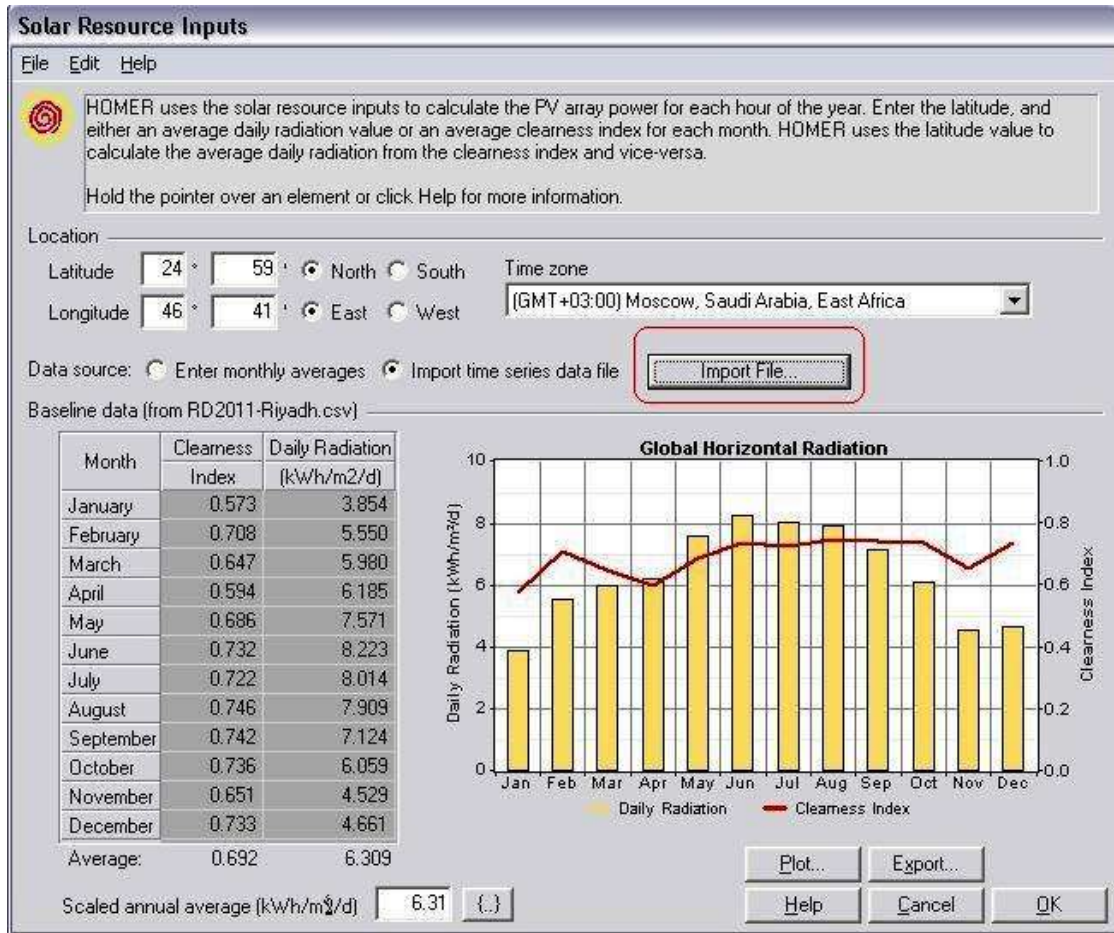 Solar Resource Inputs
File Edit Help
HOMER uses the solar resource inputs to calculate the PV array power for each hour of the year. Enter the latitude, and
either an average daily radiation value or an average clearness index for each month. HOMER uses the latitude value to
calculate the average daily radiation from the clearness index and vice-versa.
Hold the pointer over an element or click Help for more information.
Location
Latitude 24 ° 59 ' North South
Time zone
Longitude 46 ° 41 ' East West
(GMT+03:00) Moscow, Saudi Arabia, East Africa
Data source: Enter monthly averages Import time series data file Import File...
Baseline data (from RD2011-Riyadh.csv)
Month Clearness Index Daily Radiation (kWh/m2/d)
January 0.573 3.854
February 0.708 5.550
March 0.647 5.980
April 0.594 6.185
May 0.686 7.571
June 0.732 8.223
July 0.722 8.014
August 0.746 7.909
September 0.742 7.124
October 0.736 6.059
November 0.651 4.529
December 0.733 4.661
Average: 0.692 6.309
Scaled annual average (kWh/m2/d) 6.31 {..}
Global Horizontal Radiation
Daily Radiation (kWh/m²/d)
10
8
6
4
2
0
1.0
0.8
0.6
0.4
0.2
0.0
Clearness Index
Jan Feb Mar Apr May Jun Jul Aug Sep Oct Nov Dec
Daily Radiation Clearness Index
Plot... Export...
Help Cancel OK